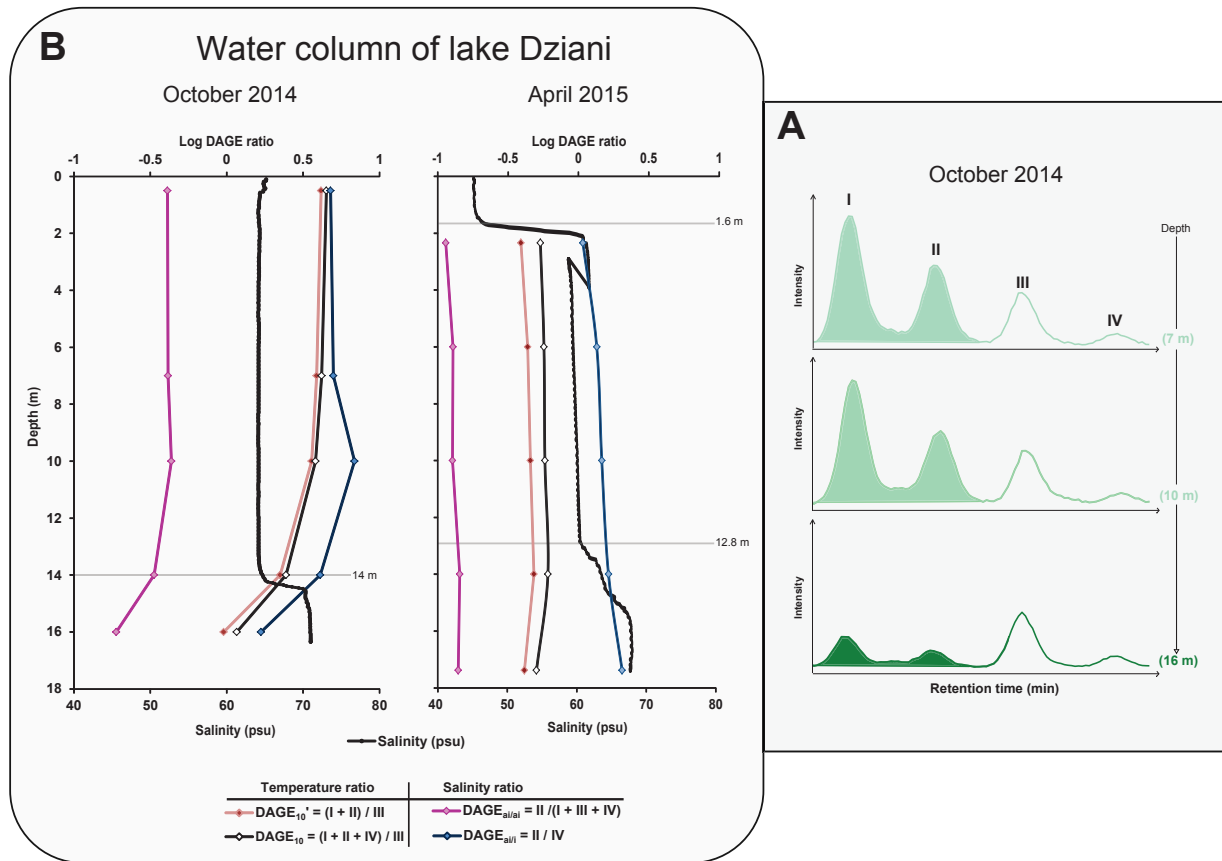 B
Water column of lake Dziani
October 2014
April 2015
Log DAGE ratio
Log DAGE ratio
-1 -0.5 0 0.5 1
-1 -0.5 0 0.5 1
0
2
4
6
8
10
12
14
16
18
Depth (m)
14 m
1.6 m
12.8 m
40 50 60 70 80
40 50 60 70 80
Salinity (psu)
Salinity (psu)
Salinity (psu)
Temperature ratio
Salinity ratio
DAGE10' = (I + II) / III
DAGEai/ai = II /(I + III + IV)
DAGE10 = (I + II + IV) / III
DAGEai/i = II / IV
A
October 2014
I
II
III
IV
Depth
Intensity
(7 m)
Intensity
(10 m)
Intensity
(16 m)
Retention time (min)